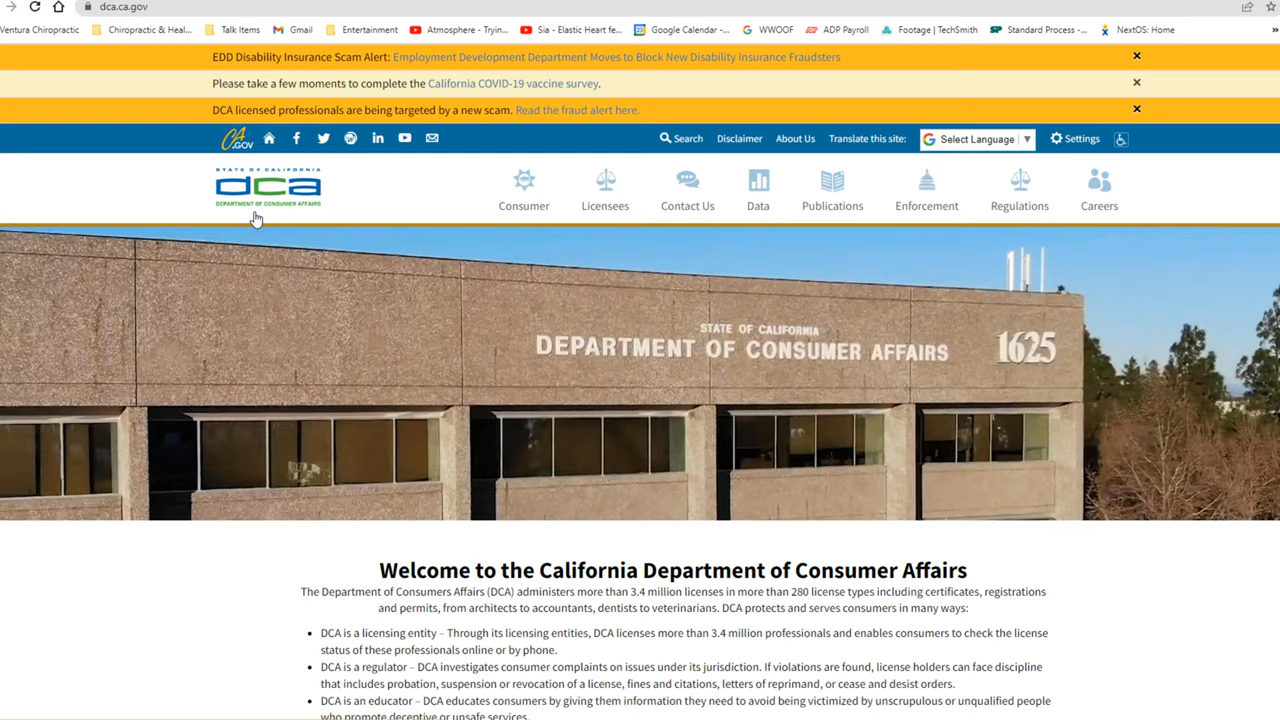 dca.ca.gov
Ventura Chiropractic Chiropractic & Heal... Talk Items Gmail Entertainment Atmosphere - Tryin... Sia - Elastic Heart fe... Google Calendar -... WWOOF ADP Payroll Footage | TechSmith Standard Process -... NextOS: Home »
EDD Disability Insurance Scam Alert: Employment Development Department Moves to Block New Disability Insurance Fraudsters ×
Please take a few moments to complete the California COVID-19 vaccine survey. ×
DCA licensed professionals are being targeted by a new scam. Read the fraud alert here. ×
CA.GOV Search Disclaimer About Us Translate this site: Select Language ▼ Settings
STATE OF CALIFORNIA
dca
DEPARTMENT OF CONSUMER AFFAIRS
Consumer Licensees Contact Us Data Publications Enforcement Regulations Careers
STATE OF CALIFORNIA
DEPARTMENT OF CONSUMER AFFAIRS 1625
Welcome to the California Department of Consumer Affairs
The Department of Consumers Affairs (DCA) administers more than 3.4 million licenses in more than 280 license types including certificates, registrations
and permits, from architects to accountants, dentists to veterinarians. DCA protects and serves consumers in many ways:
• DCA is a licensing entity – Through its licensing entities, DCA licenses more than 3.4 million professionals and enables consumers to check the license
status of these professionals online or by phone.
• DCA is a regulator – DCA investigates consumer complaints on issues under its jurisdiction. If violations are found, license holders can face discipline
that includes probation, suspension or revocation of a license, fines and citations, letters of reprimand, or cease and desist orders.
• DCA is an educator – DCA educates consumers by giving them information they need to avoid being victimized by unscrupulous or unqualified people
who promote deceptive or unsafe services.